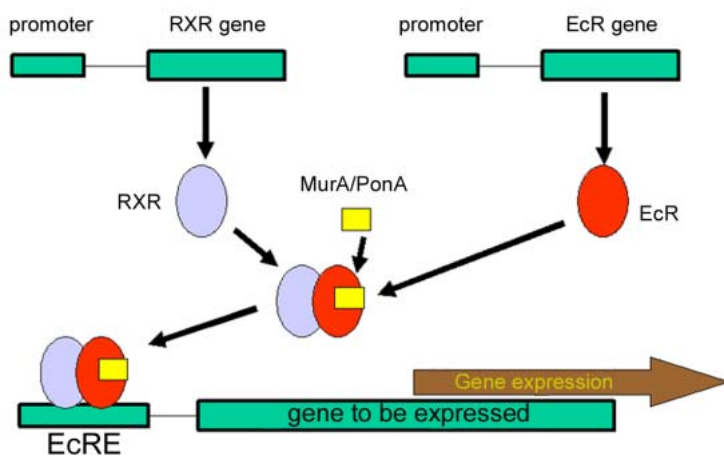 promoter
RXR gene
promoter
EcR gene
RXR
MurA/PonA
EcR
Gene expression
gene to be expressed
EcRE